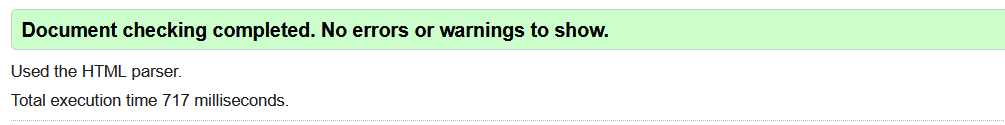 Document checking completed. No errors or warnings to show.
Used the HTML parser.
Total execution time 717 milliseconds.